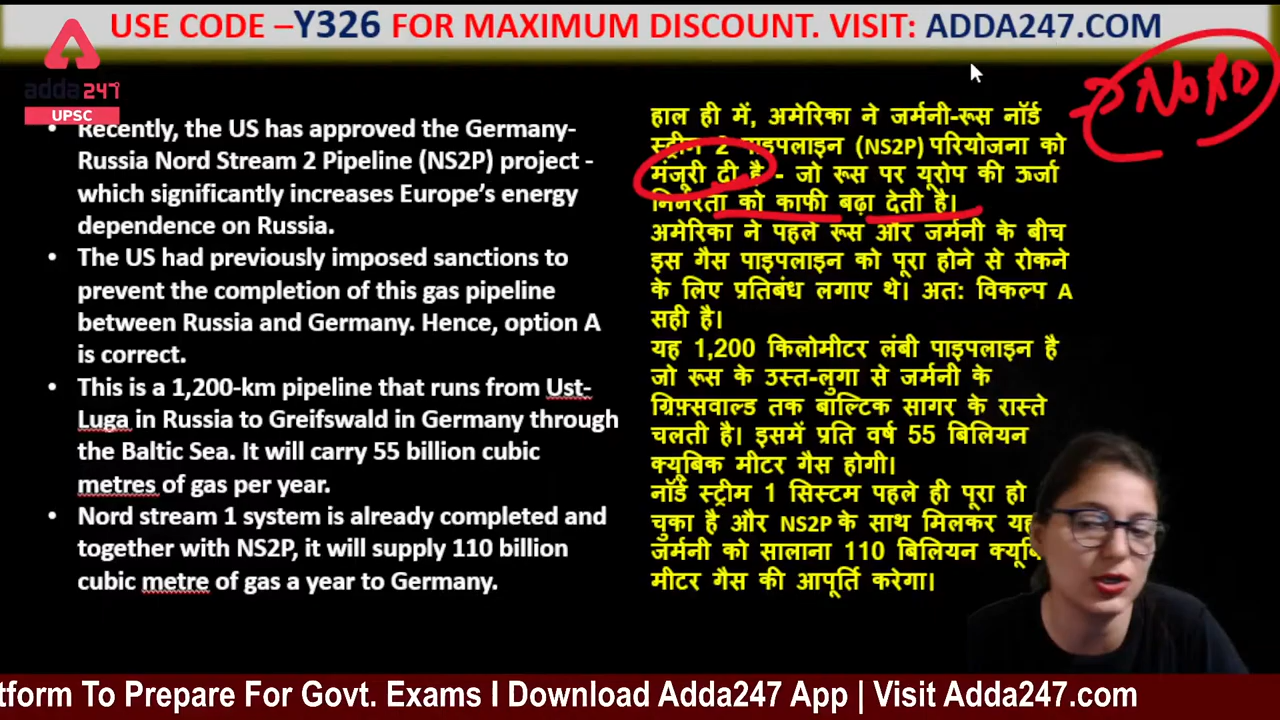 USE CODE –Y326 FOR MAXIMUM DISCOUNT. VISIT: ADDA247.COM
adda247
UPSC
NORD
• Recently, the US has approved the Germany-
Russia Nord Stream 2 Pipeline (NS2P) project -
which significantly increases Europe's energy
dependence on Russia.
• The US had previously imposed sanctions to
prevent the completion of this gas pipeline
between Russia and Germany. Hence, option A
is correct.
• This is a 1,200-km pipeline that runs from Ust-
Luga in Russia to Greifswald in Germany through
the Baltic Sea. It will carry 55 billion cubic
metres of gas per year.
• Nord stream 1 system is already completed and
together with NS2P, it will supply 110 billion
cubic metre of gas a year to Germany.
हाल ही में, अमेरिका ने जर्मनी-रूस नॉर्ड
स्ट्रीम 2 पाइपलाइन (NS2P) परियोजना को
मंजूरी दी है - जो रूस पर यूरोप की ऊर्जा
निर्भरता को काफी बढ़ा देती है।
अमेरिका ने पहले रूस और जर्मनी के बीच
इस गैस पाइपलाइन को पूरा होने से रोकने
के लिए प्रतिबंध लगाए थे। अत: विकल्प A
सही है।
यह 1,200 किलोमीटर लंबी पाइपलाइन है
जो रूस के उस्त-लुगा से जर्मनी के
ग्रिफ़्सवाल्ड तक बाल्टिक सागर के रास्ते
चलती है। इसमें प्रति वर्ष 55 बिलियन
क्यूबिक मीटर गैस होगी।
नॉर्ड स्ट्रीम 1 सिस्टम पहले ही पूरा हो
चुका है और NS2P के साथ मिलकर यह
जर्मनी को सालाना 110 बिलियन
मीटर गैस की आपूर्ति करेगा।
tform To Prepare For Govt. Exams I Download Adda247 App | Visit Adda247.com